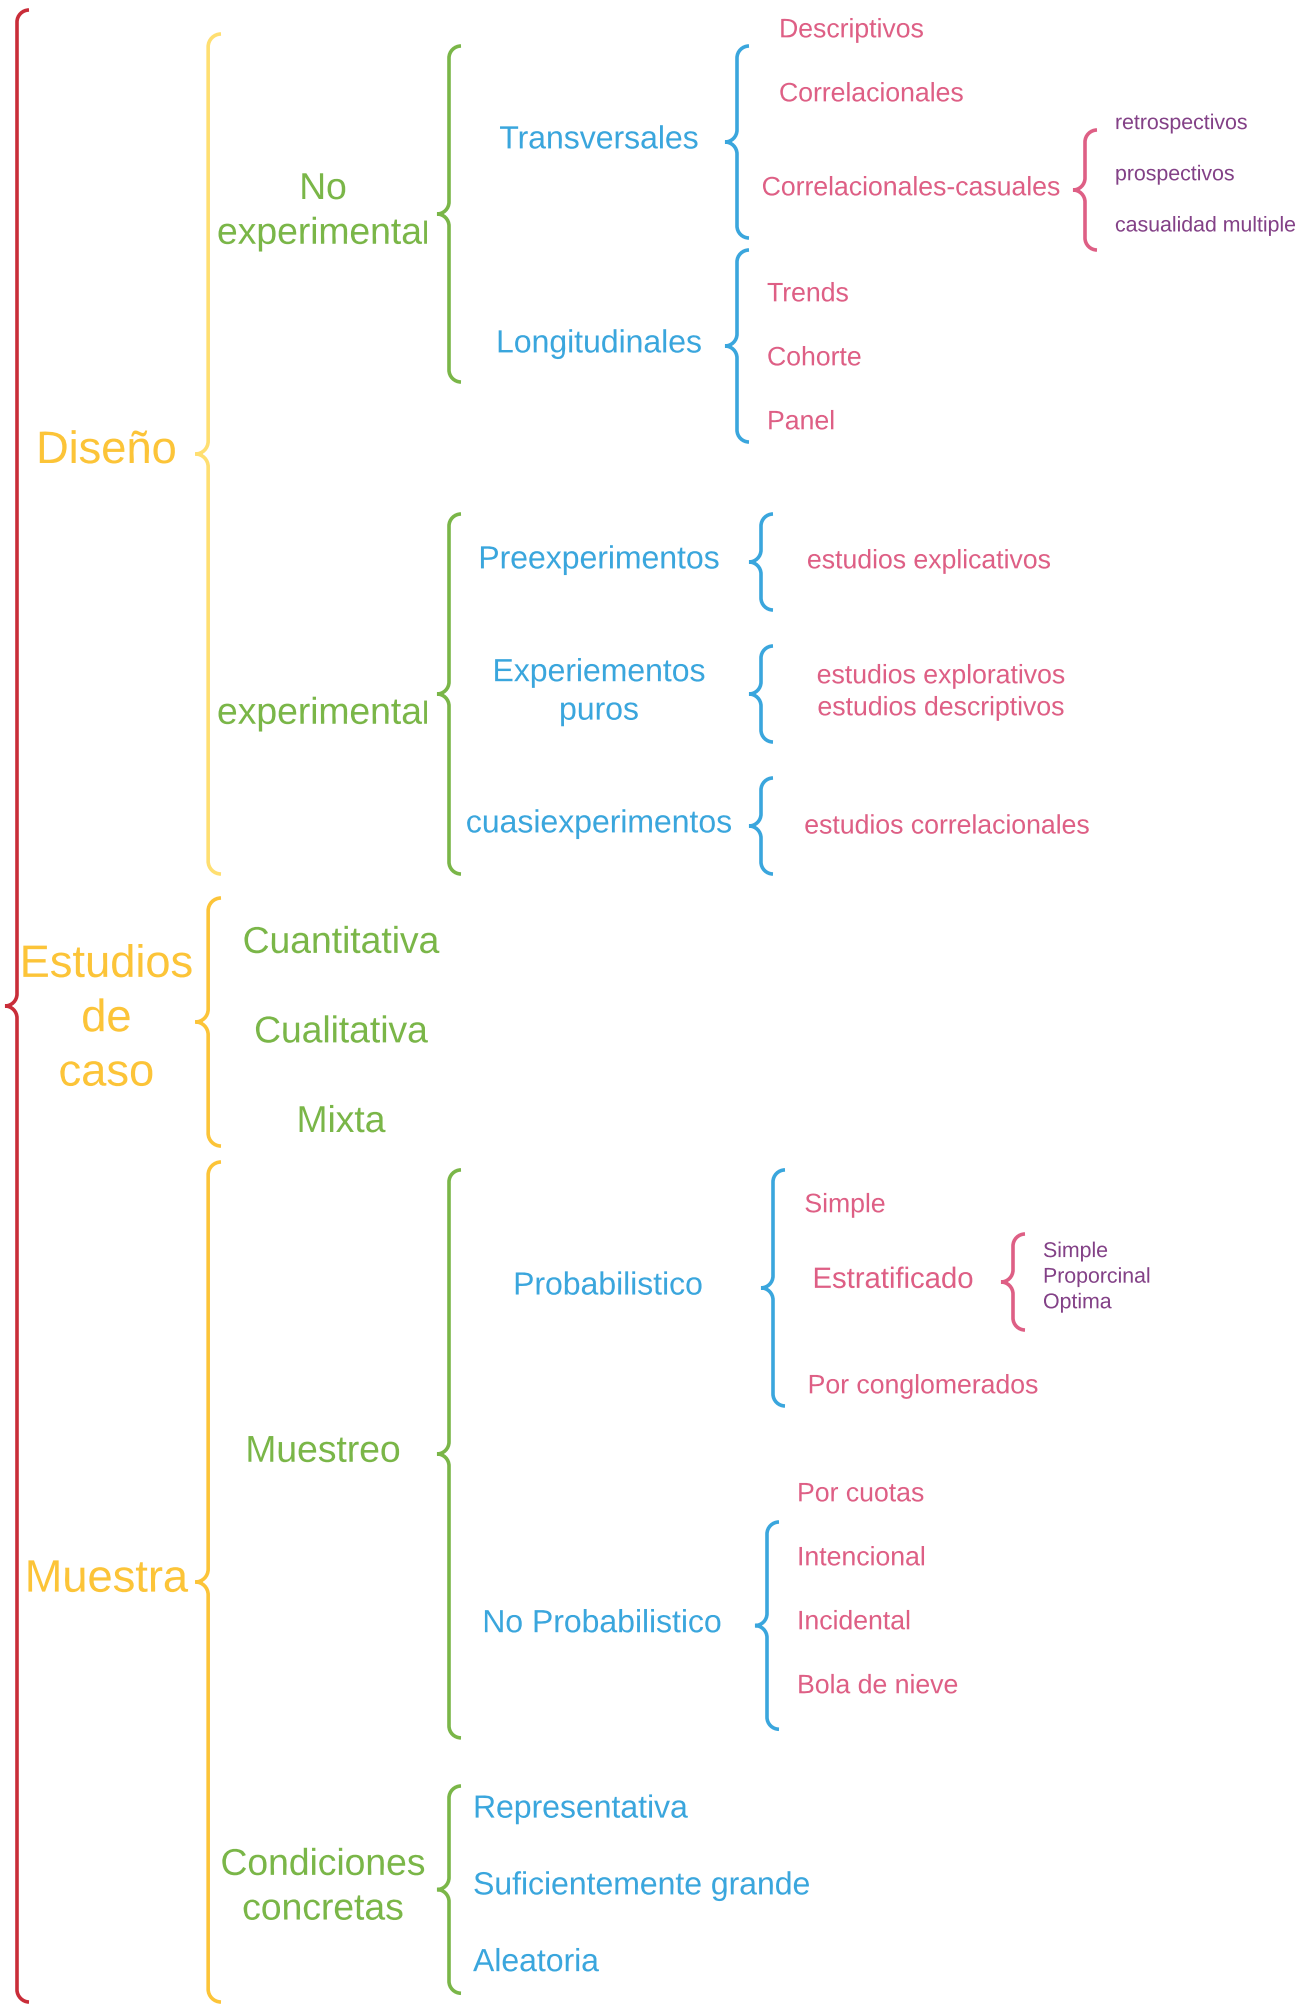 Descriptivos
Correlacionales
Transversales
retrospectivos
prospectivos
Correlacionales-casuales
casualidad multiple
No
experimental
Trends
Longitudinales
Cohorte
Panel
Diseño
Preexperimentos
estudios explicativos
Experiementos
puros
estudios explorativos
estudios descriptivos
experimental
cuasiexperimentos
estudios correlacionales
Estudios
de
caso
Cuantitativa
Cualitativa
Mixta
Simple
Probabilistico
Estratificado
Simple
Proporcinal
Optima
Por conglomerados
Muestreo
Por cuotas
Intencional
No Probabilistico
Incidental
Bola de nieve
Muestra
Condiciones
concretas
Representativa
Suficientemente grande
Aleatoria